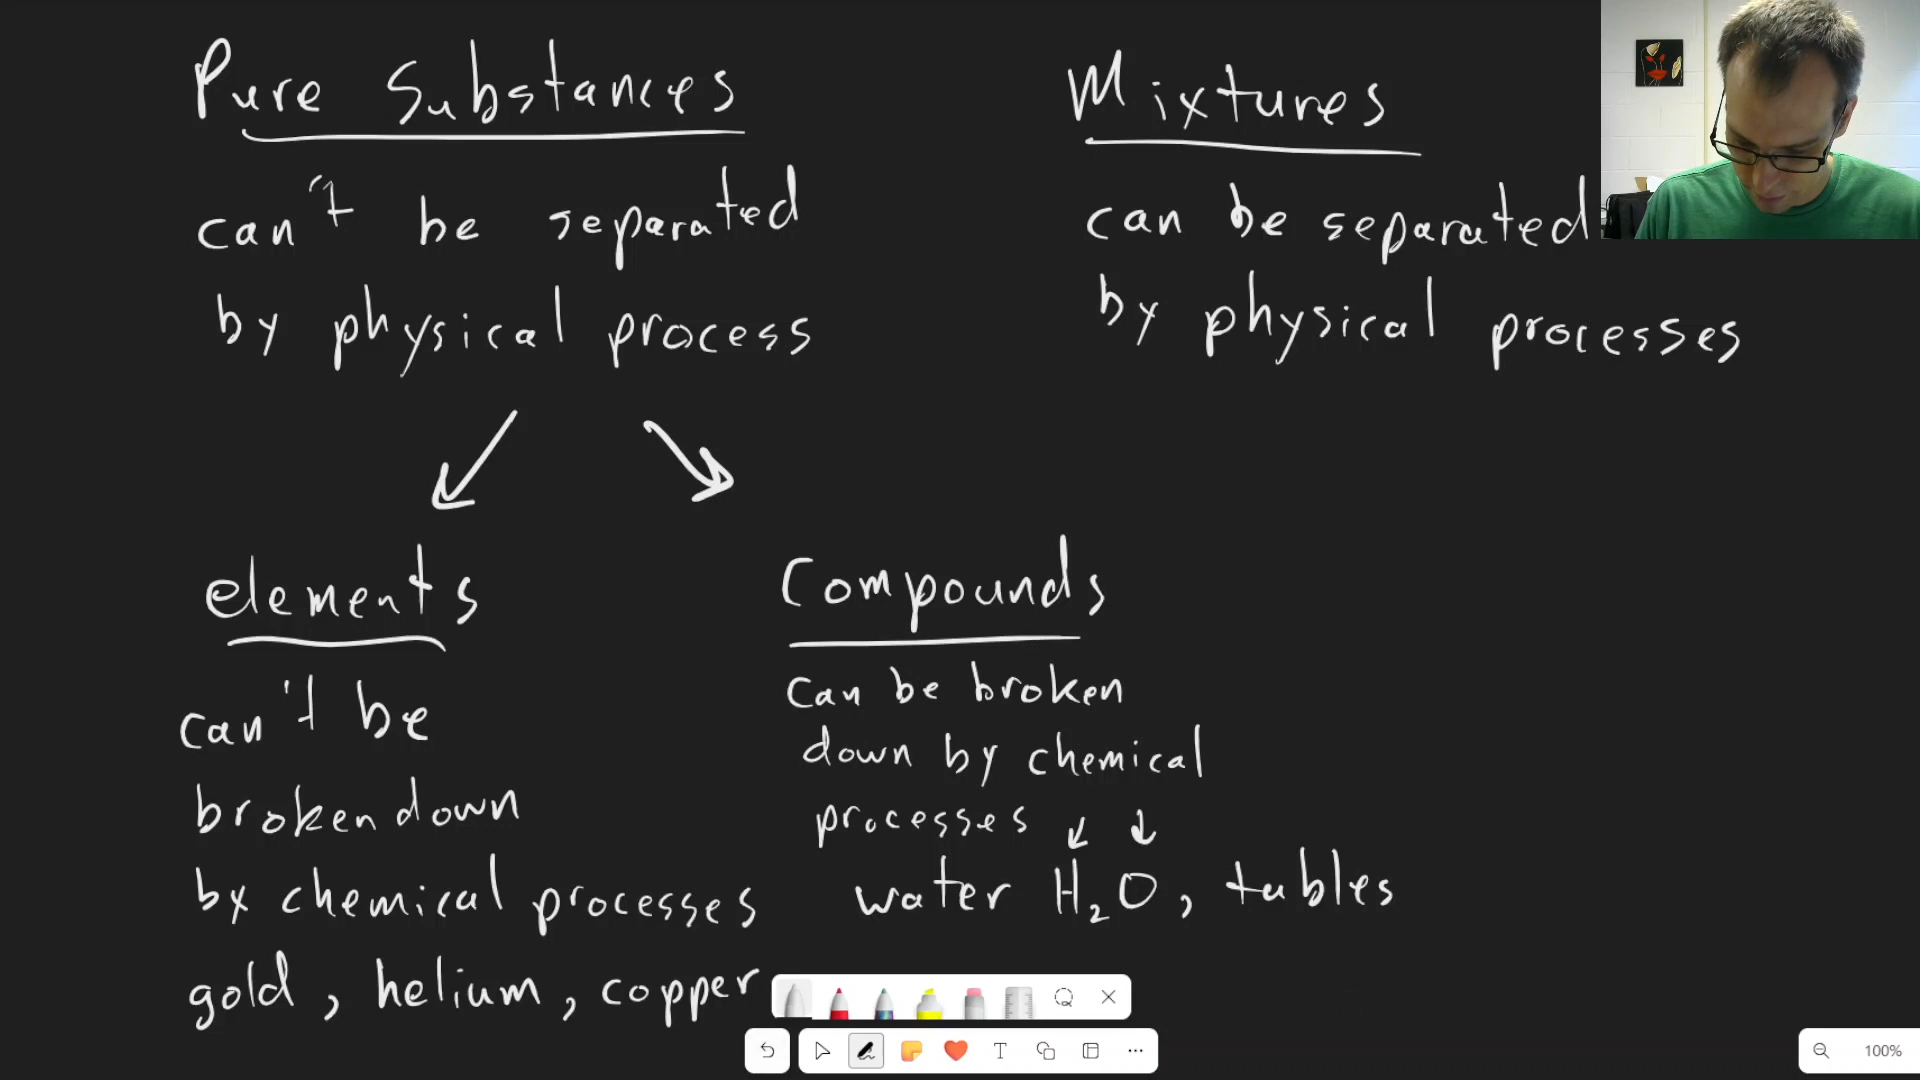 Pure Substances
can't be separated
by physical process
Mixtures
can be separated
by physical processes
elements
can't be
broken down
by chemical processes
gold, helium, copper
Compounds
can be broken
down by chemical
processes
water H₂O, tables
T
100%